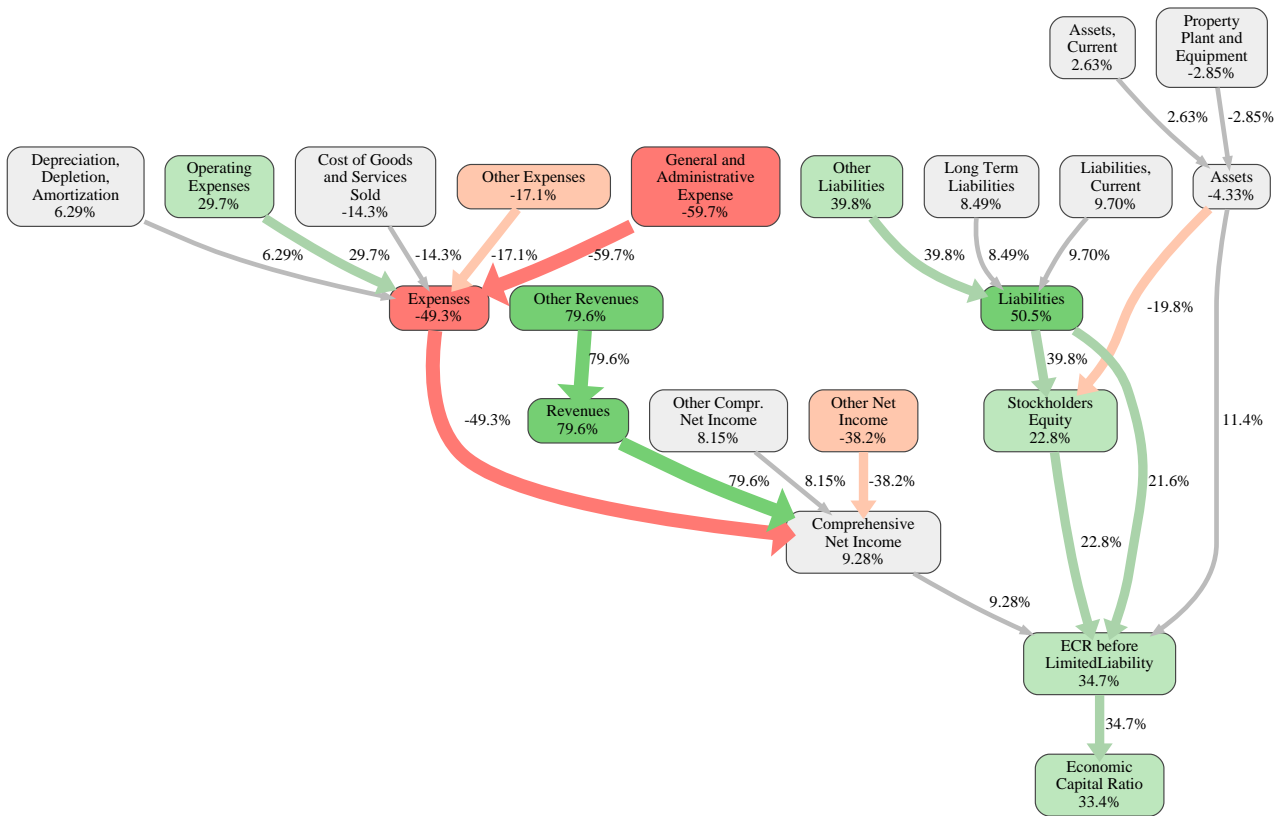 Assets,
Current
2.63%
Property
Plant and
Equipment
-2.85%
2.63%
-2.85%
Depreciation,
Depletion,
Amortization
6.29%
Operating
Expenses
29.7%
Cost of Goods
and Services
Sold
-14.3%
Other Expenses
-17.1%
General and
Administrative
Expense
-59.7%
Other
Liabilities
39.8%
Long Term
Liabilities
8.49%
Liabilities,
Current
9.70%
Assets
-4.33%
6.29%
29.7%
-14.3%
-17.1%
-59.7%
39.8%
8.49%
9.70%
Expenses
-49.3%
Other Revenues
79.6%
Liabilities
50.5%
-19.8%
79.6%
39.8%
Revenues
79.6%
Other Compr.
Net Income
8.15%
Other Net
Income
-38.2%
Stockholders
Equity
22.8%
-49.3%
11.4%
79.6%
8.15%
-38.2%
21.6%
Comprehensive
Net Income
9.28%
22.8%
9.28%
ECR before
LimitedLiability
34.7%
34.7%
Economic
Capital Ratio
33.4%